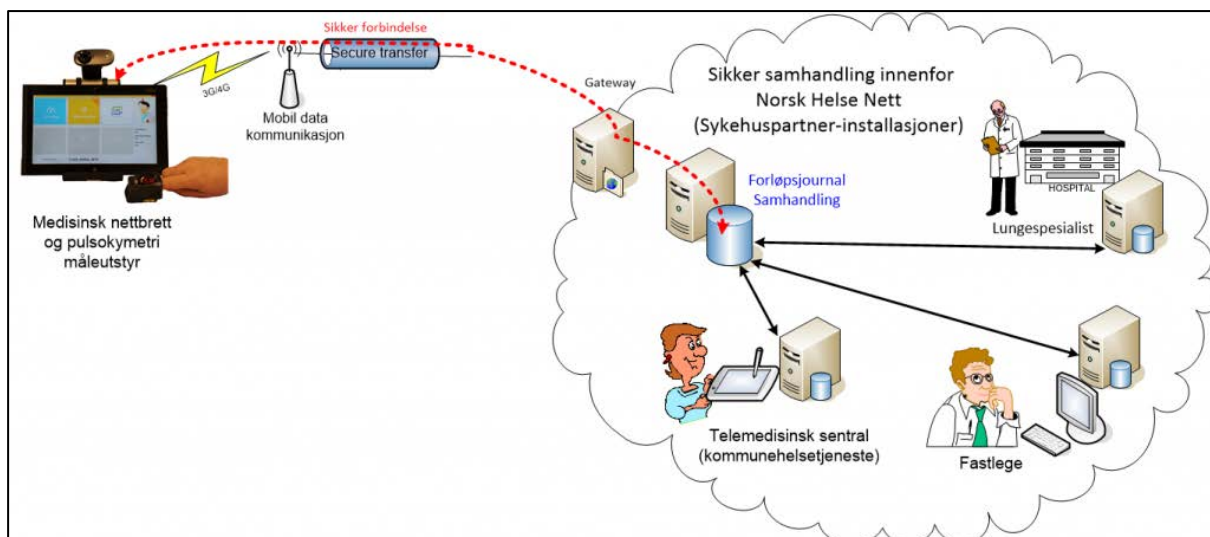 Sikker forbindelse
Secure transfer
3G/4G
Mobil data
kommunikasjon
Medisinsk nettbrett
og pulsokymetri
måleutstyr
Gateway
Sikker samhandling innenfor
Norsk Helse Nett
(Sykehuspartner-installasjoner)
Forløpsjournal
Samhandling
HOSPITAL
Lungespesialist
Telemedisinsk sentral
(kommunehelsetjeneste)
Fastlege